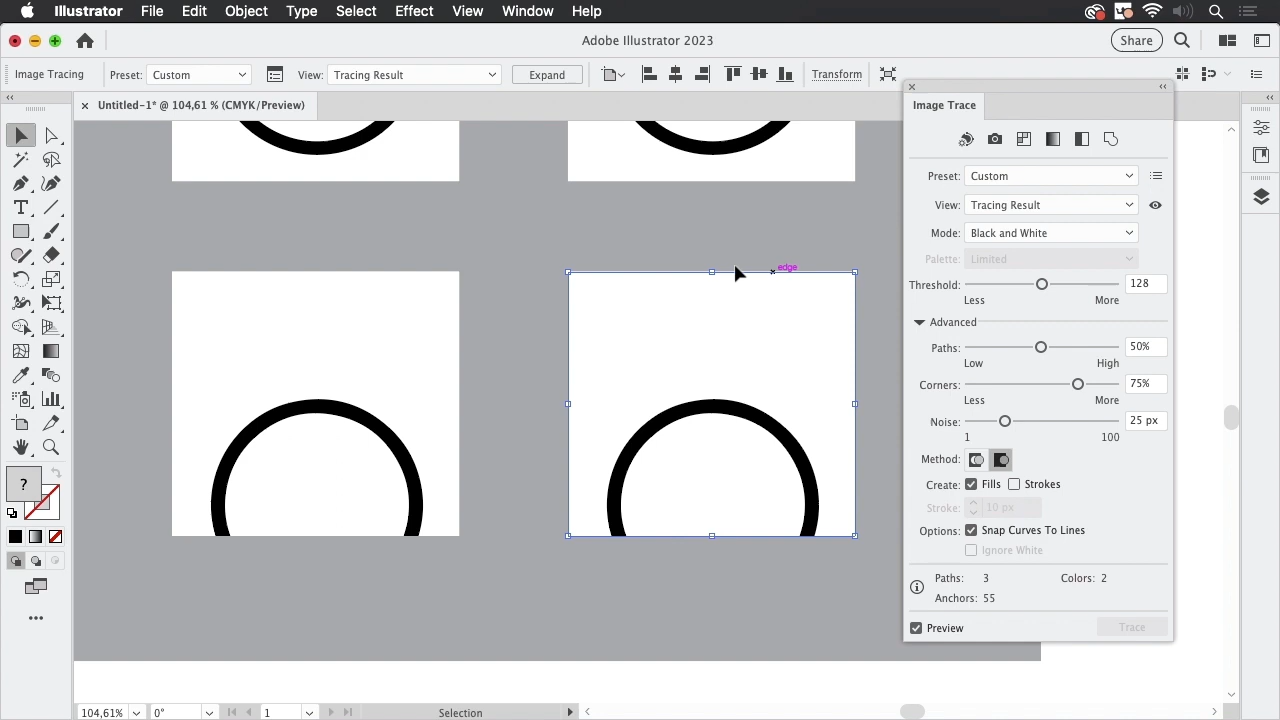 Illustrator File Edit Object Type Select Effect View Window Help
Adobe Illustrator 2023
Share
Image Tracing Preset: Custom View: Tracing Result Expand Transform
× Untitled-1* @ 104,61 % (CMYK/Preview)
Image Trace
Preset: Custom
View: Tracing Result
Mode: Black and White
Palette: Limited
Threshold: 128
Less More
Advanced
Paths: 50%
Low High
Corners: 75%
Less More
Noise: 25 px
1 100
Method:
Create: Fills Strokes
Stroke: 10 px
Options: Snap Curves To Lines
Ignore White
Paths: 3 Colors: 2
Anchors: 55
Preview Trace
edge
?
104,61% 0° 1 Selection